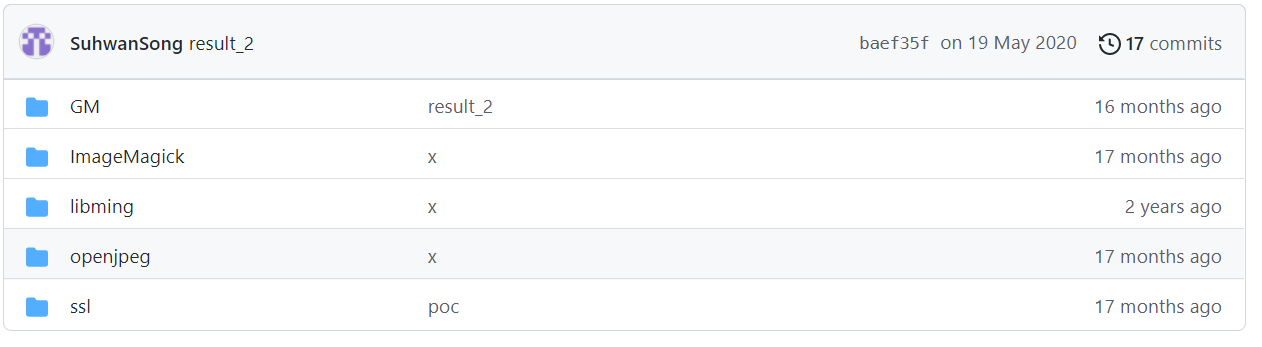 SuhwanSong result_2 baef35f on 19 May 2020 17 commits
GM result_2 16 months ago
ImageMagick x 17 months ago
libming x 2 years ago
openjpeg x 17 months ago
ssl poc 17 months ago